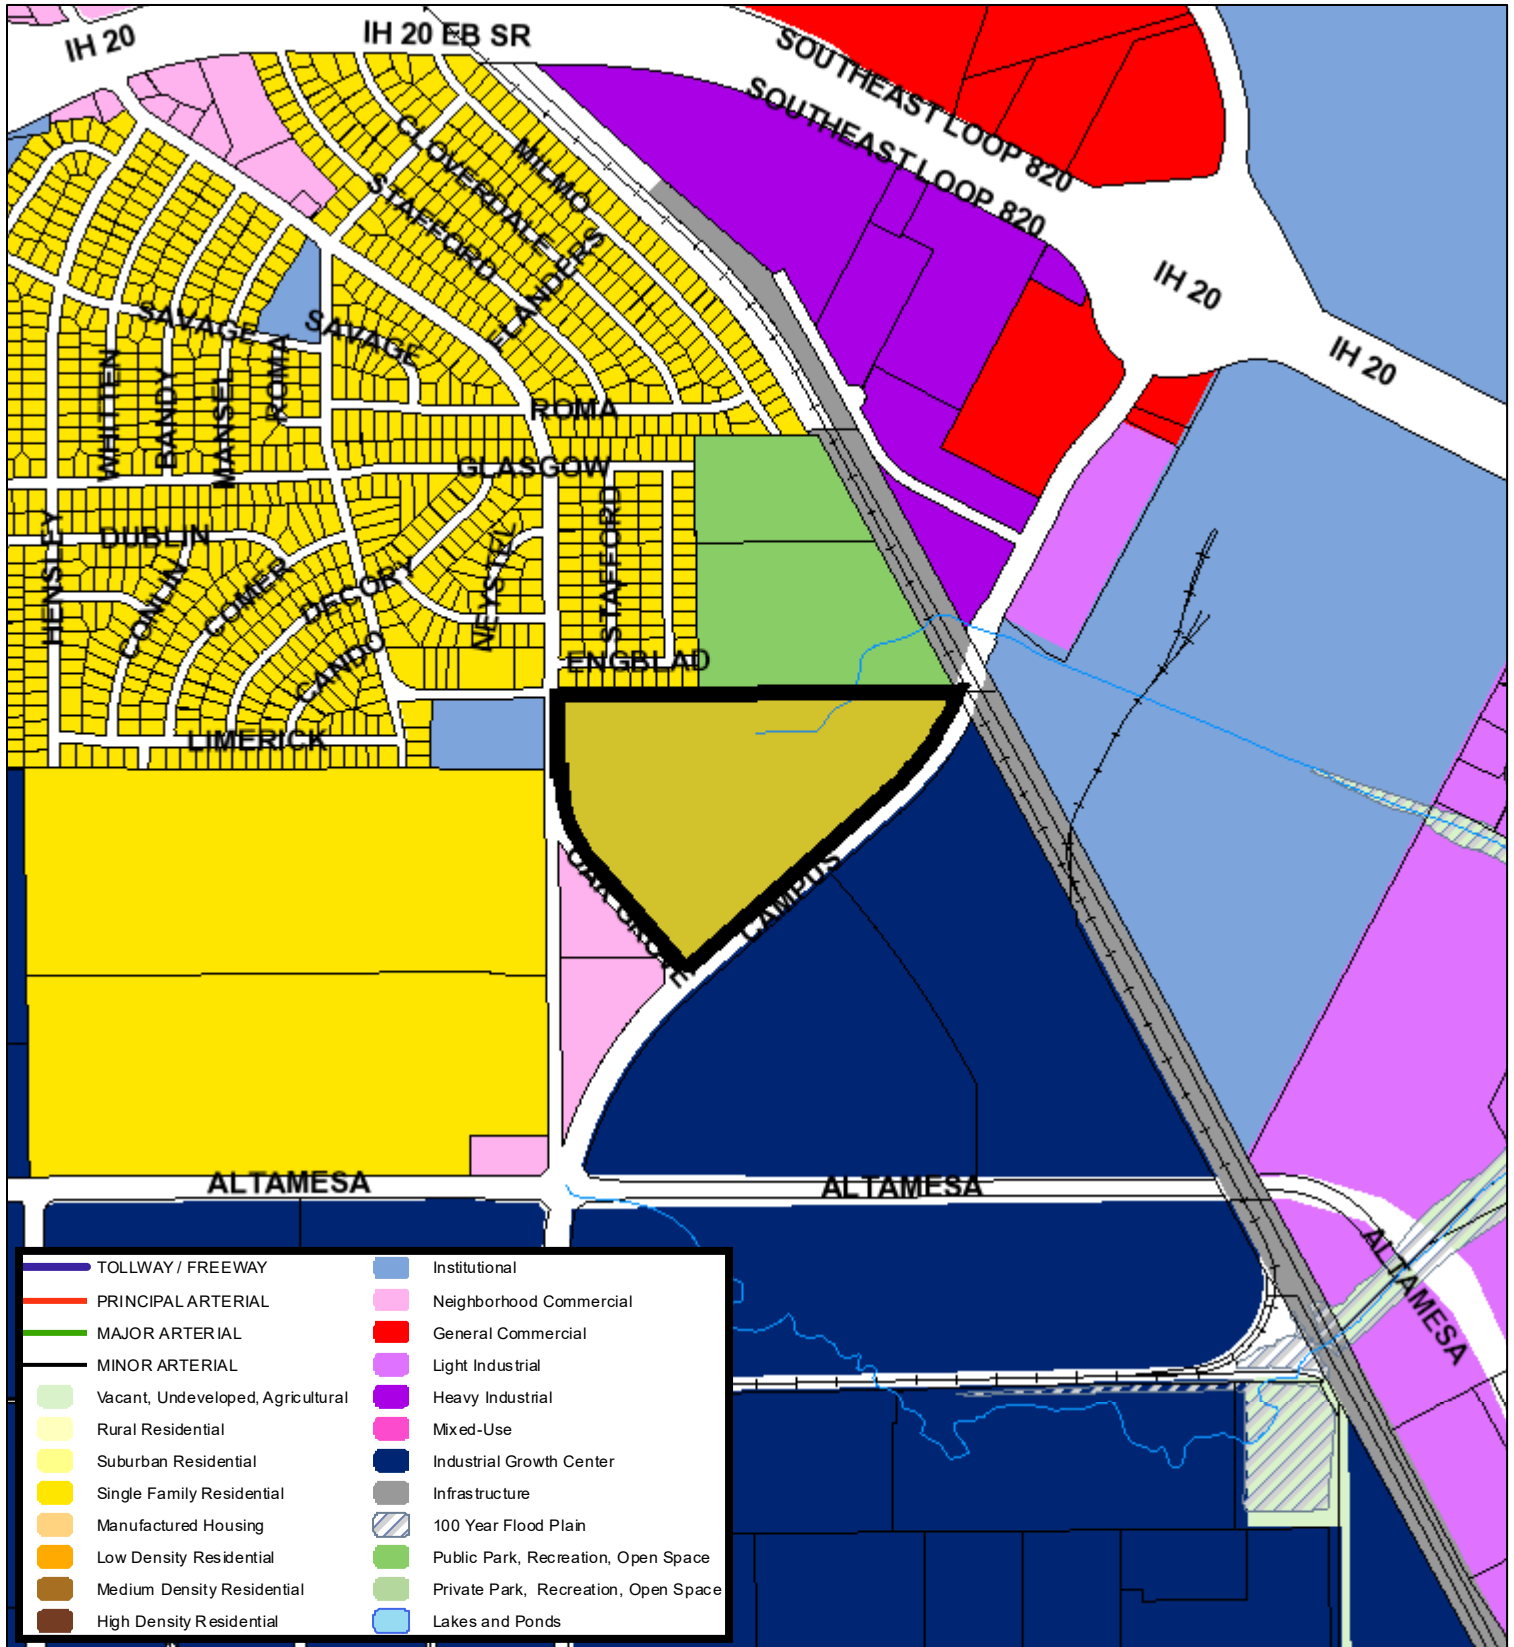 IH 20
IH 20 EB SR
SOUTHEAST LOOP 820
SOUTHEAST LOOP 820
IH 20
IH 20
MILMO
CLOVERDALE
STAFFORD
FLANDERS
SAVAGE
SAVAGE
WHITTEN
BANDY
MANSEL
ROMA
ROMA
GLASGOW
HENSLEY
DUBLIN
CONLIN
COMER
DECORY
CANDO
NEYSTEL
STAFFORD
ENGBLAD
LIMERICK
OAK GROVE
CAMPUS
ALTAMESA
ALTAMESA
ALTAMESA
TOLLWAY / FREEWAY
PRINCIPAL ARTERIAL
MAJOR ARTERIAL
MINOR ARTERIAL
Vacant, Undeveloped, Agricultural
Rural Residential
Suburban Residential
Single Family Residential
Manufactured Housing
Low Density Residential
Medium Density Residential
High Density Residential
Institutional
Neighborhood Commercial
General Commercial
Light Industrial
Heavy Industrial
Mixed-Use
Industrial Growth Center
Infrastructure
100 Year Flood Plain
Public Park, Recreation, Open Space
Private Park, Recreation, Open Space
Lakes and Ponds